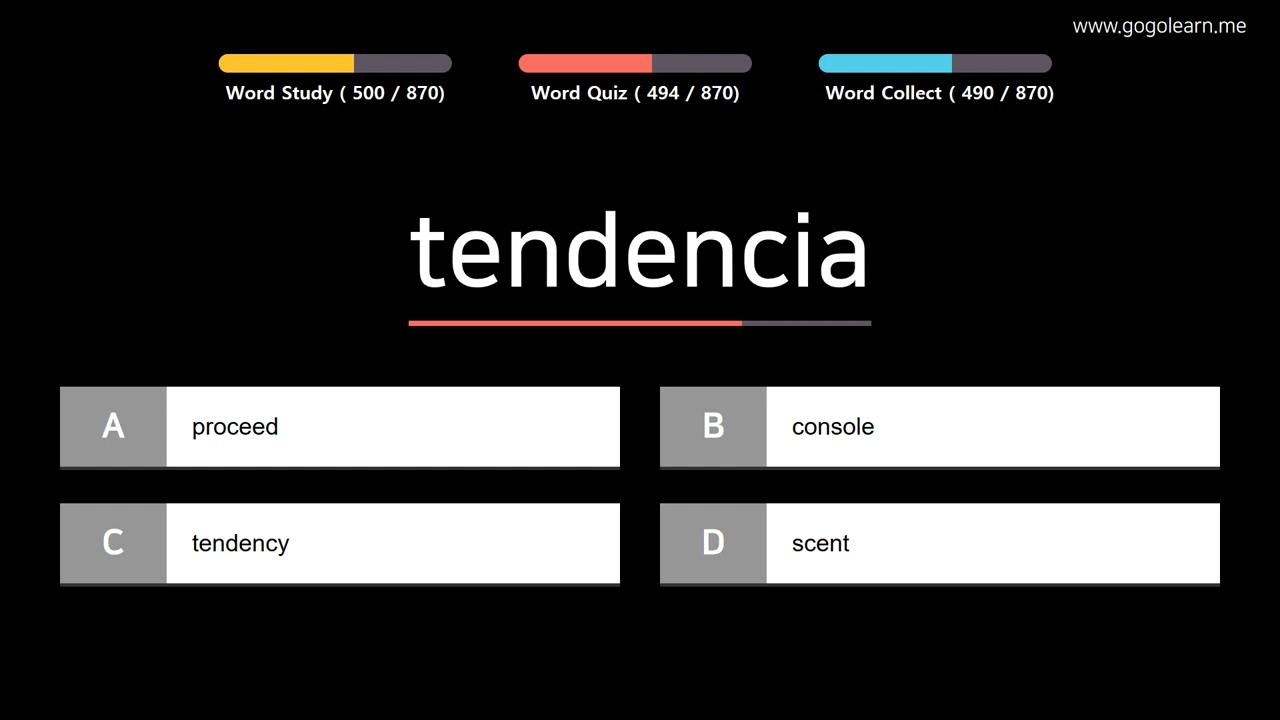 www.gogolearn.me
Word Study ( 500 / 870)
Word Quiz ( 494 / 870)
Word Collect ( 490 / 870)
tendencia
A proceed
B console
C tendency
D scent